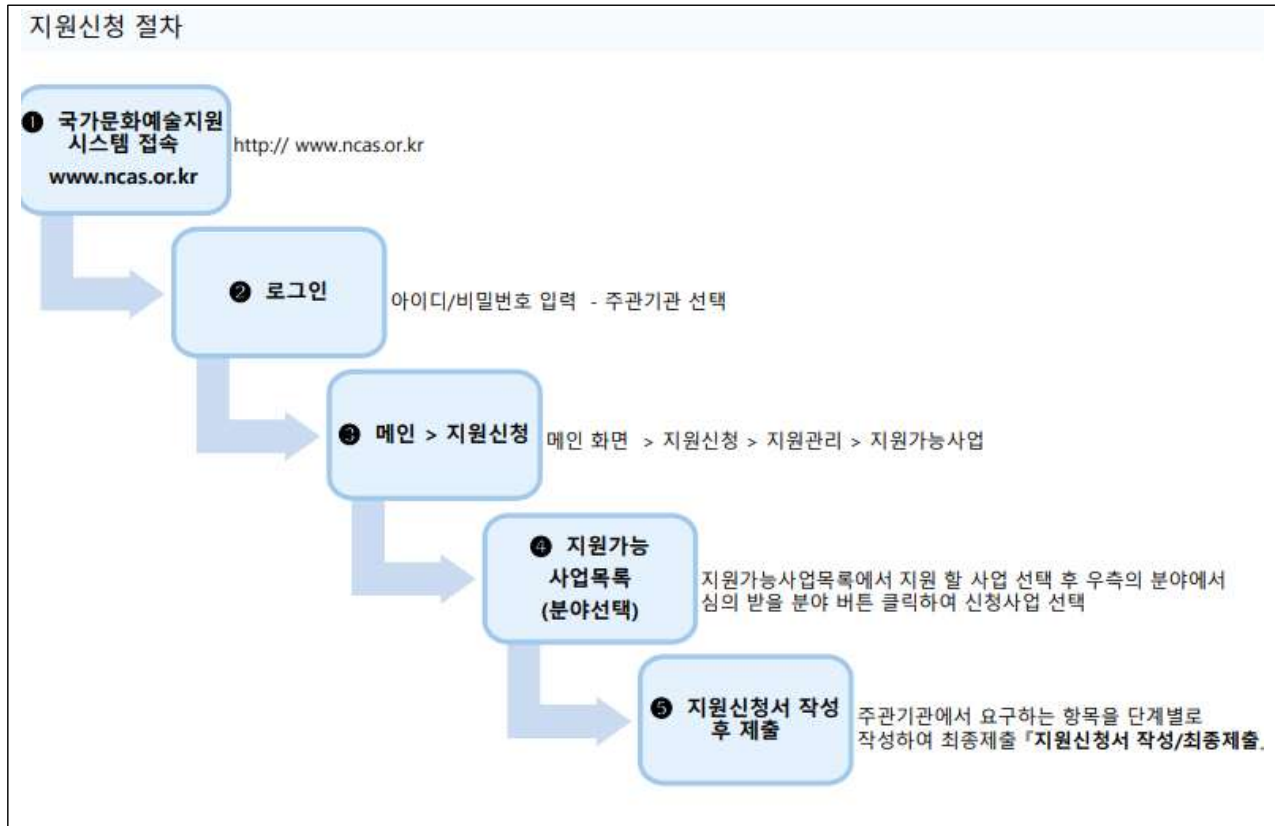 지원신청 절차
❶ 국가문화예술지원
시스템 접속
www.ncas.or.kr
http:// www.ncas.or.kr
❷ 로그인
아이디/비밀번호 입력 - 주관기관 선택
❸ 메인 > 지원신청
메인 화면 > 지원신청 > 지원관리 > 지원가능사업
❹ 지원가능
사업목록
(분야선택)
지원가능사업목록에서 지원 할 사업 선택 후 우측의 분야에서
심의 받을 분야 버튼 클릭하여 신청사업 선택
❺ 지원신청서 작성
후 제출
주관기관에서 요구하는 항목을 단계별로
작성하여 최종제출 『지원신청서 작성/최종제출』